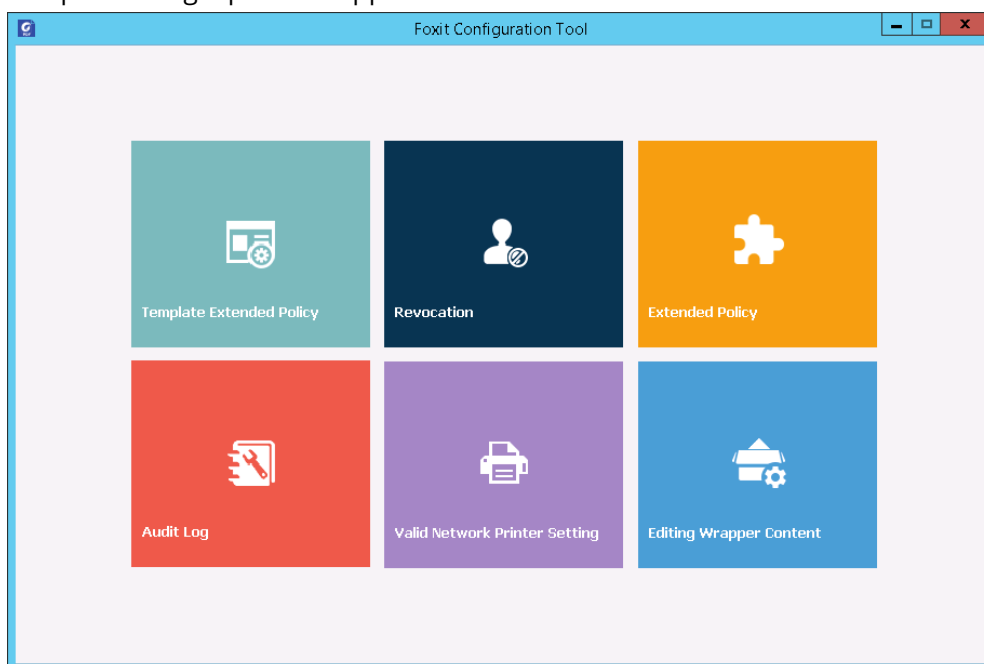 Foxit Configuration Tool
Template Extended Policy
Revocation
Extended Policy
Audit Log
Valid Network Printer Setting
Editing Wrapper Content